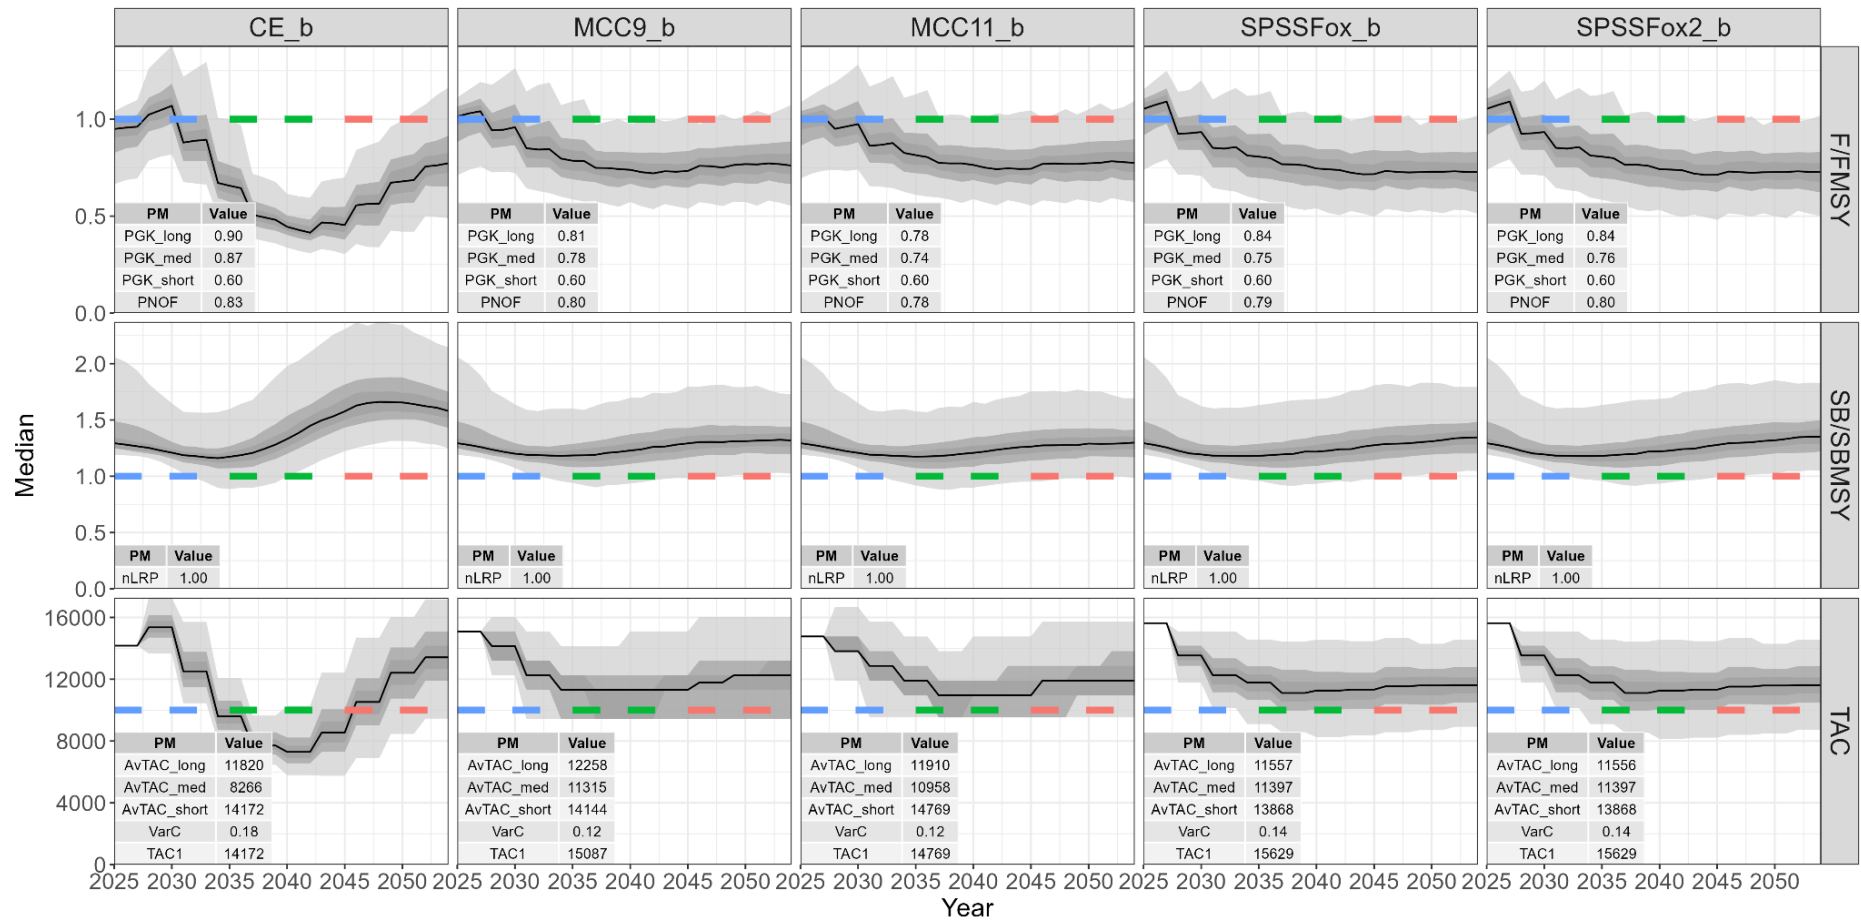 CE_b MCC9_b MCC11_b SPSSFox_b SPSSFox2_b
F/FMSY
1.0
0.5
0.0
PM Value PM Value PM Value PM Value PM Value
PGK_long 0.90 PGK_long 0.81 PGK_long 0.78 PGK_long 0.84 PGK_long 0.84
PGK_med 0.87 PGK_med 0.78 PGK_med 0.74 PGK_med 0.75 PGK_med 0.76
PGK_short 0.60 PGK_short 0.60 PGK_short 0.60 PGK_short 0.60 PGK_short 0.60
PNOF 0.83 PNOF 0.80 PNOF 0.78 PNOF 0.79 PNOF 0.80
Median
SB/SBMSY
2.0
1.5
1.0
0.5
0.0
PM Value PM Value PM Value PM Value PM Value
nLRP 1.00 nLRP 1.00 nLRP 1.00 nLRP 1.00 nLRP 1.00
TAC
16000
12000
8000
4000
0
PM Value PM Value PM Value PM Value PM Value
AvTAC_long 11820 AvTAC_long 12258 AvTAC_long 11910 AvTAC_long 11557 AvTAC_long 11556
AvTAC_med 8266 AvTAC_med 11315 AvTAC_med 10958 AvTAC_med 11397 AvTAC_med 11397
AvTAC_short 14172 AvTAC_short 14144 AvTAC_short 14769 AvTAC_short 13868 AvTAC_short 13868
VarC 0.18 VarC 0.12 VarC 0.12 VarC 0.14 VarC 0.14
TAC1 14172 TAC1 15087 TAC1 14769 TAC1 15629 TAC1 15629
2025 2030 2035 2040 2045 2050 2025 2030 2035 2040 2045 2050 2025 2030 2035 2040 2045 2050 2025 2030 2035 2040 2045 2050 2025 2030 2035 2040 2045 2050
Year